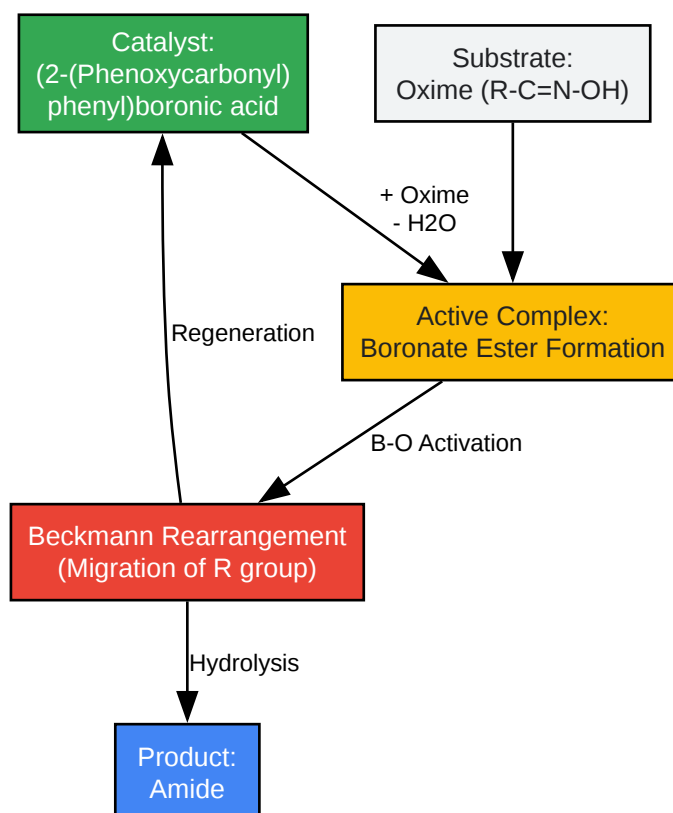 Catalyst:
(2-(Phenoxycarbonyl)
phenyl)boronic acid
Substrate:
Oxime (R-C=N-OH)
+ Oxime
- H2O
Active Complex:
Boronate Ester Formation
Regeneration
B-O Activation
Beckmann Rearrangement
(Migration of R group)
Hydrolysis
Product:
Amide